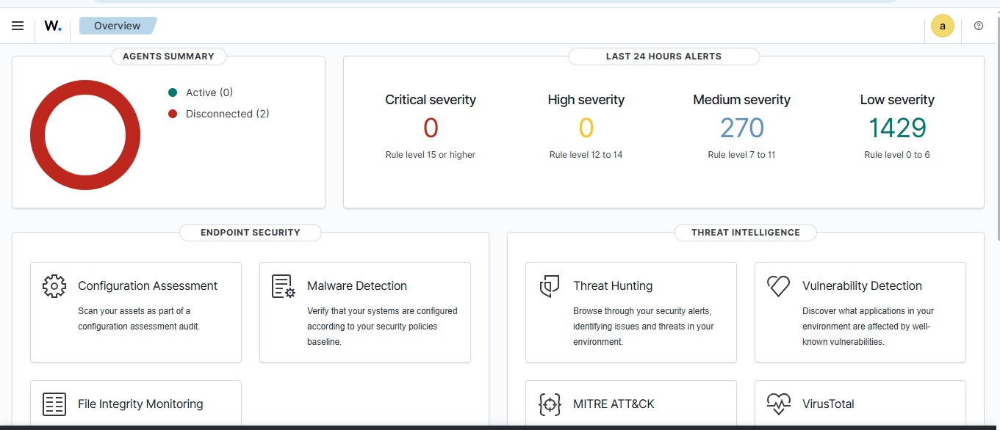 W.
Overview
a
AGENTS SUMMARY
Active (0)
Disconnected (2)
LAST 24 HOURS ALERTS
Critical severity
0
Rule level 15 or higher
High severity
0
Rule level 12 to 14
Medium severity
270
Rule level 7 to 11
Low severity
1429
Rule level 0 to 6
ENDPOINT SECURITY
Configuration Assessment
Scan your assets as part of a
configuration assessment audit.
Malware Detection
Verify that your systems are configured
according to your security policies
baseline.
File Integrity Monitoring
THREAT INTELLIGENCE
Threat Hunting
Browse through your security alerts,
identifying issues and threats in your
environment.
Vulnerability Detection
Discover what applications in your
environment are affected by well-
known vulnerabilities.
MITRE ATT&CK
VirusTotal